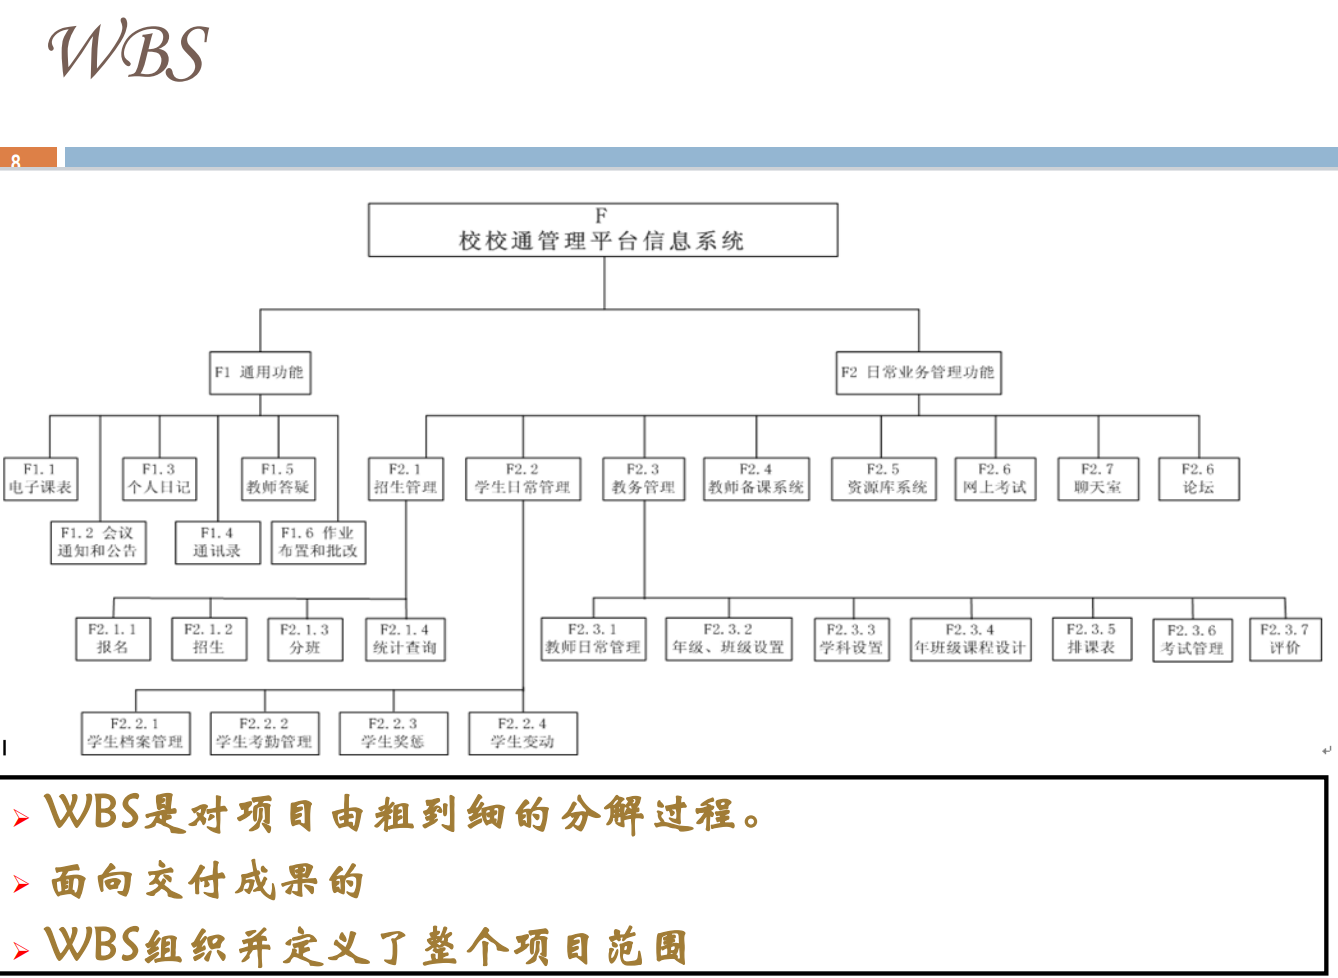 WBS
8
F
校校通管理平台信息系统
F1 通用功能
F2 日常业务管理功能
F1.1
电子课表
F1.3
个人日记
F1.5
教师答疑
F2.1
招生管理
F2.2
学生日常管理
F2.3
教务管理
F2.4
教师备课系统
F2.5
资源库系统
F2.6
网上考试
F2.7
聊天室
F2.6
论坛
F1.2 会议
通知和公告
F1.4
通讯录
F1.6 作业
布置和批改
F2.1.1
报名
F2.1.2
招生
F2.1.3
分班
F2.1.4
统计查询
F2.3.1
教师日常管理
F2.3.2
年级、班级设置
F2.3.3
学科设置
F2.3.4
年班级课程设计
F2.3.5
排课表
F2.3.6
考试管理
F2.3.7
评价
F2.2.1
学生档案管理
F2.2.2
学生考勤管理
F2.2.3
学生奖惩
F2.2.4
学生变动
WBS是对项目由粗到细的分解过程。
面向交付成果的
WBS组织并定义了整个项目范围